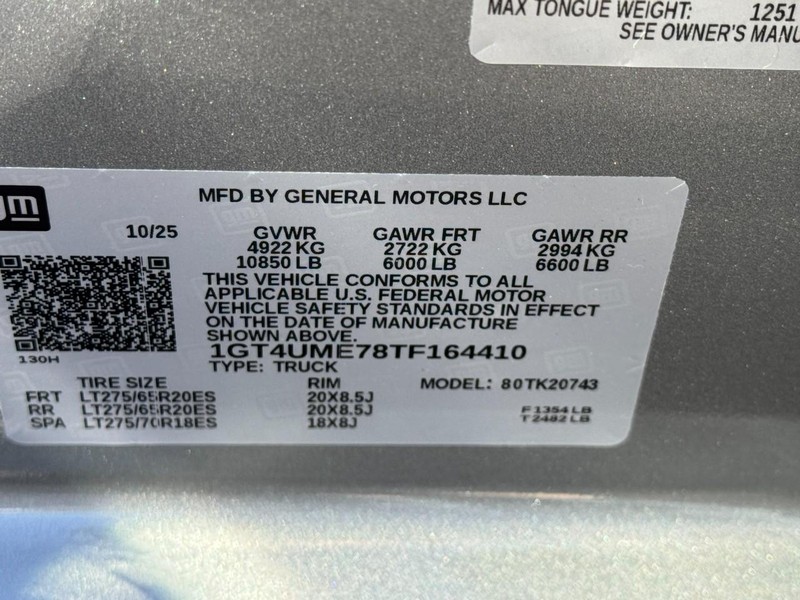 MAX TONGUE WEIGHT: 1251
SEE OWNER'S MANU
gm
MFD BY GENERAL MOTORS LLC
10/25 GVWR GAWR FRT GAWR RR
4922 KG 2722 KG 2994 KG
10850 LB 6000 LB 6600 LB
THIS VEHICLE CONFORMS TO ALL
APPLICABLE U.S. FEDERAL MOTOR
VEHICLE SAFETY STANDARDS IN EFFECT
ON THE DATE OF MANUFACTURE
SHOWN ABOVE.
130H
1GT4UME78TF164410
TYPE: TRUCK
TIRE SIZE RIM MODEL: 80TK20743
FRT LT275/65R20ES 20X8.5J
RR LT275/65R20ES 20X8.5J F1354 LB
SPA LT275/70R18ES 18X8J T2482 LB